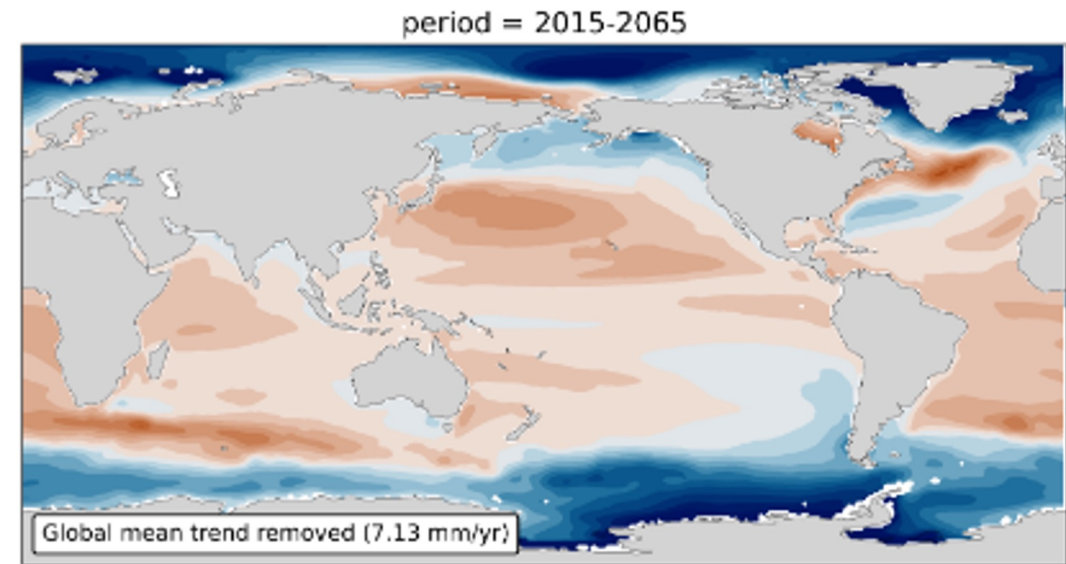 period = 2015-2065
Global mean trend removed (7.13 mm/yr)